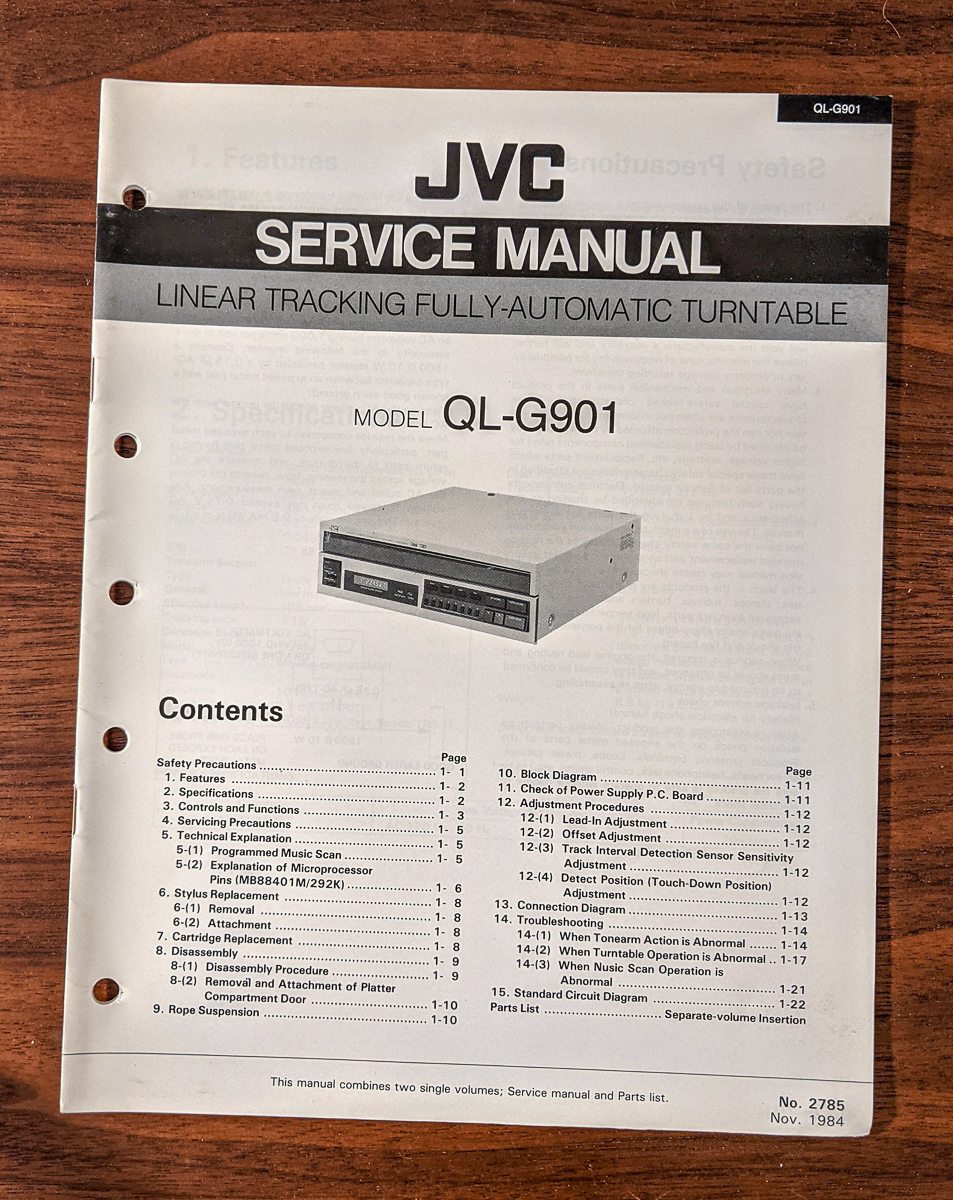 QL-G901
JVC
SERVICE MANUAL
LINEAR TRACKING FULLY-AUTOMATIC TURNTABLE
MODEL QL-G901
JVC
Contents
Page
Safety Precautions ........ 1- 1
1. Features ........ 1- 2
2. Specifications ........ 1- 2
3. Controls and Functions ........ 1- 3
4. Servicing Precautions ........ 1- 5
5. Technical Explanation ........ 1- 5
5-(1) Programmed Music Scan ........ 1- 5
5-(2) Explanation of Microprocessor
Pins (MB88401M/292K) ........ 1- 6
6. Stylus Replacement ........ 1- 8
6-(1) Removal ........ 1- 8
6-(2) Attachment ........ 1- 8
7. Cartridge Replacement ........ 1- 8
8. Disassembly ........ 1- 9
8-(1) Disassembly Procedure ........ 1- 9
8-(2) Removal and Attachment of Platter
Compartment Door ........ 1-10
9. Rope Suspension ........ 1-10
Page
10. Block Diagram ........ 1-11
11. Check of Power Supply P.C. Board ........ 1-11
12. Adjustment Procedures ........ 1-12
12-(1) Lead-In Adjustment ........ 1-12
12-(2) Offset Adjustment ........ 1-12
12-(3) Track Interval Detection Sensor Sensitivity
Adjustment ........ 1-12
12-(4) Detect Position (Touch-Down Position)
Adjustment ........ 1-12
13. Connection Diagram ........ 1-13
14. Troubleshooting ........ 1-14
14-(1) When Tonearm Action is Abnormal ...... 1-14
14-(2) When Turntable Operation is Abnormal .. 1-17
14-(3) When Nusic Scan Operation is
Abnormal ........ 1-21
15. Standard Circuit Diagram ........ 1-22
Parts List ........ Separate-volume Insertion
This manual combines two single volumes; Service manual and Parts list.
No. 2785
Nov. 1984